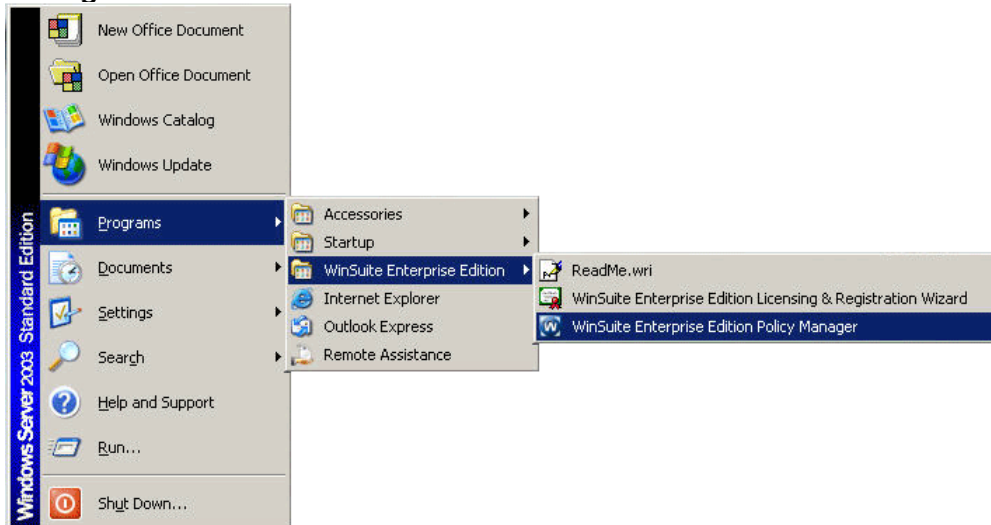 New Office Document
Open Office Document
Windows Catalog
Windows Update
Programs
Documents
Settings
Search
Help and Support
Run...
Shut Down...
Windows Server 2003 Standard Edition
Accessories
Startup
WinSuite Enterprise Edition
Internet Explorer
Outlook Express
Remote Assistance
ReadMe.wri
WinSuite Enterprise Edition Licensing & Registration Wizard
WinSuite Enterprise Edition Policy Manager